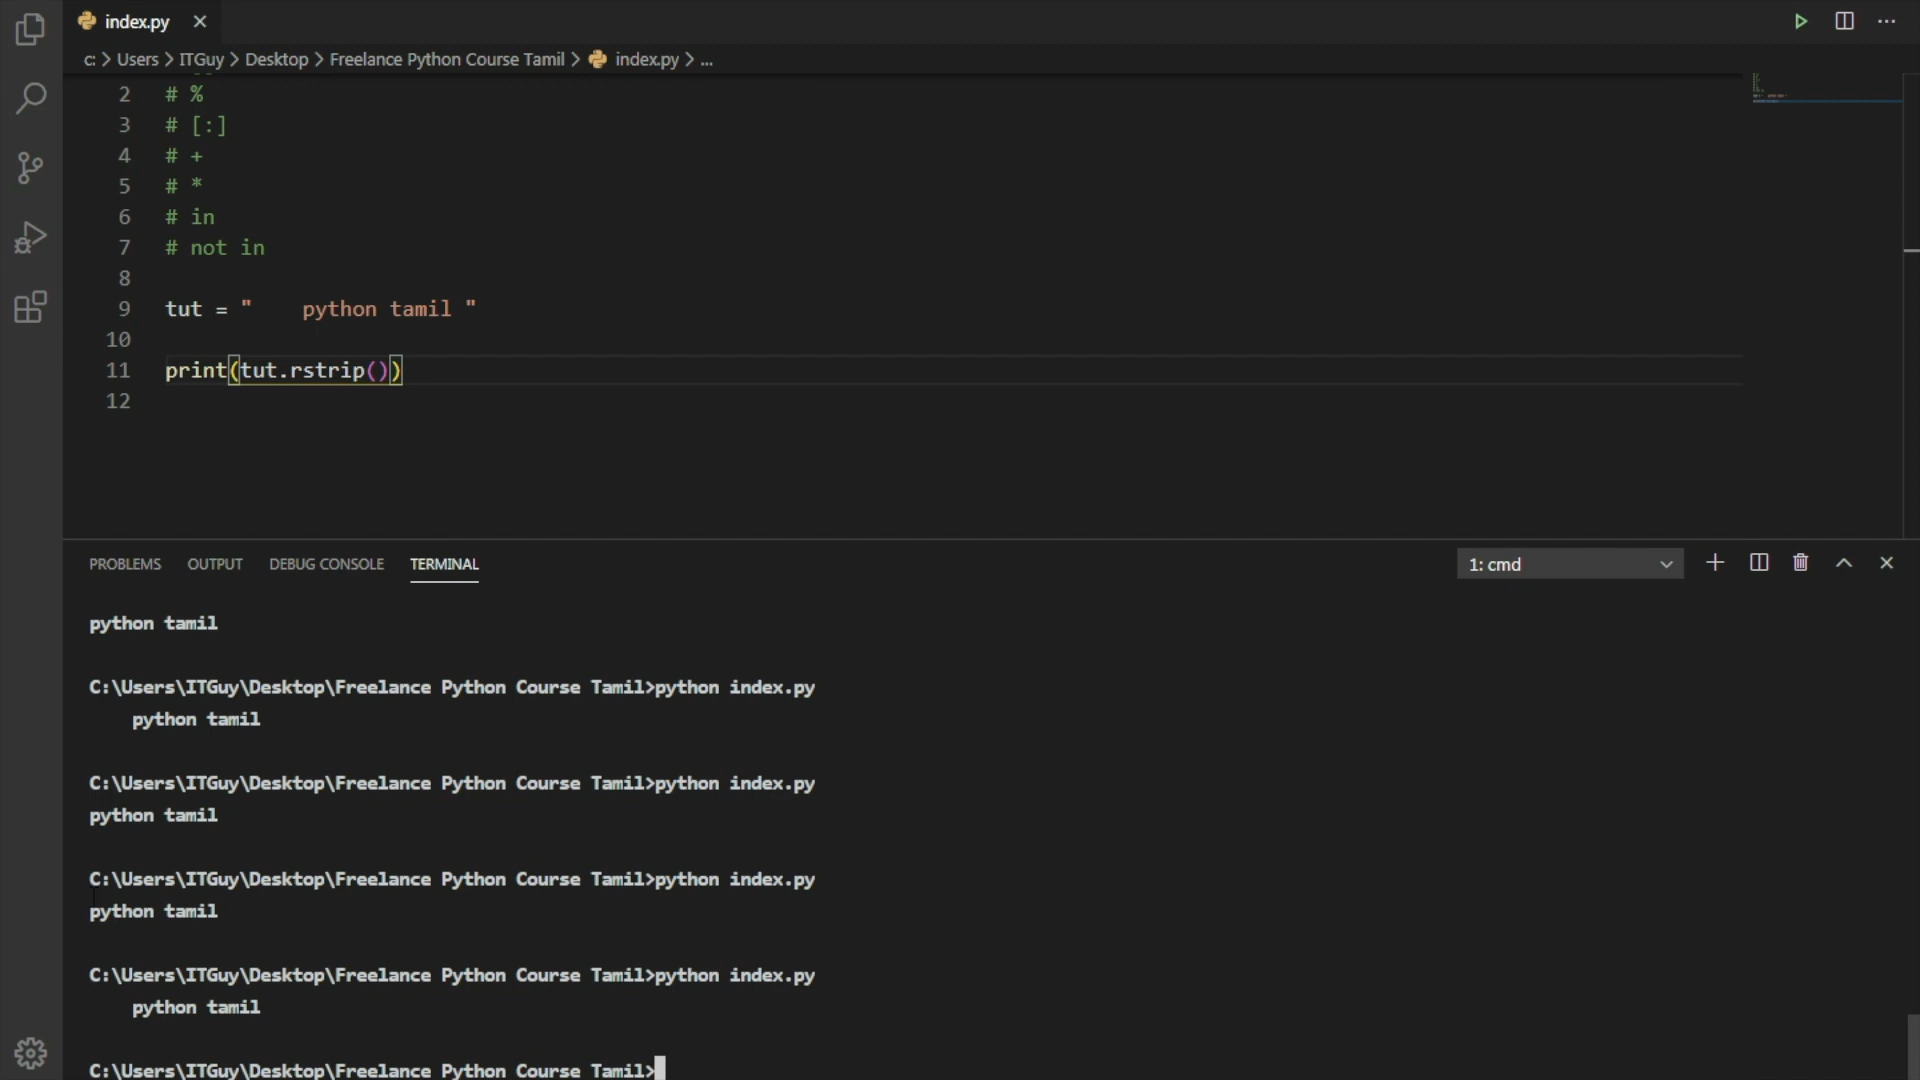 index.py
c: > Users > ITGuy > Desktop > Freelance Python Course Tamil > index.py > ...
2 # %
3 # [:]
4 # +
5 # *
6 # in
7 # not in
8
9 tut = "    python tamil "
10
11 print(tut.rstrip())
12
PROBLEMS OUTPUT DEBUG CONSOLE TERMINAL 1: cmd
python tamil
C:\Users\ITGuy\Desktop\Freelance Python Course Tamil>python index.py
    python tamil
C:\Users\ITGuy\Desktop\Freelance Python Course Tamil>python index.py
python tamil
C:\Users\ITGuy\Desktop\Freelance Python Course Tamil>python index.py
python tamil
C:\Users\ITGuy\Desktop\Freelance Python Course Tamil>python index.py
    python tamil
C:\Users\ITGuy\Desktop\Freelance Python Course Tamil>